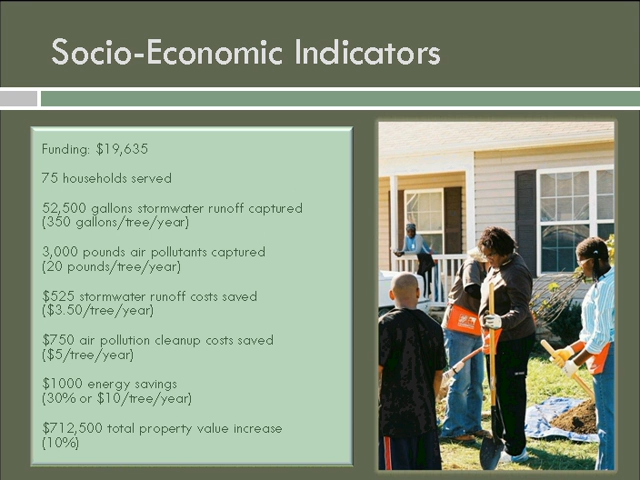 Socio-Economic Indicators
Funding: $19,635
75 households served
52,500 gallons stormwater runoff captured
(350 gallons/tree/year)
3,000 pounds air pollutants captured
(20 pounds/tree/year)
$525 stormwater runoff costs saved
($3.50/tree/year)
$750 air pollution cleanup costs saved
($5/tree/year)
$1000 energy savings
(30% or $10/tree/year)
$712,500 total property value increase
(10%)